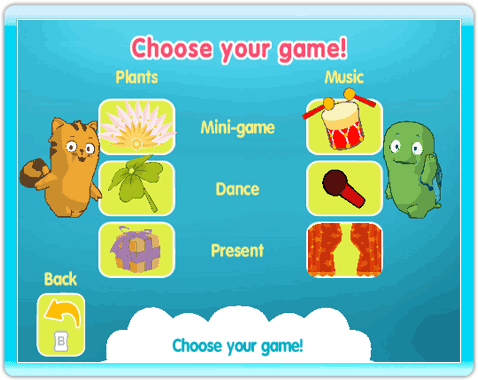 Choose your game!
Plants
Music
Mini-game
Dance
Present
Back
B
Choose your game!